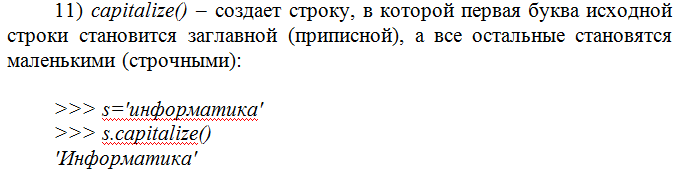 11) capitalize() – создает строку, в которой первая буква исходной
строки становится заглавной (приписной), а все остальные становятся
маленькими (строчными):
>>> s='информатика'
>>> s.capitalize()
'Информатика'